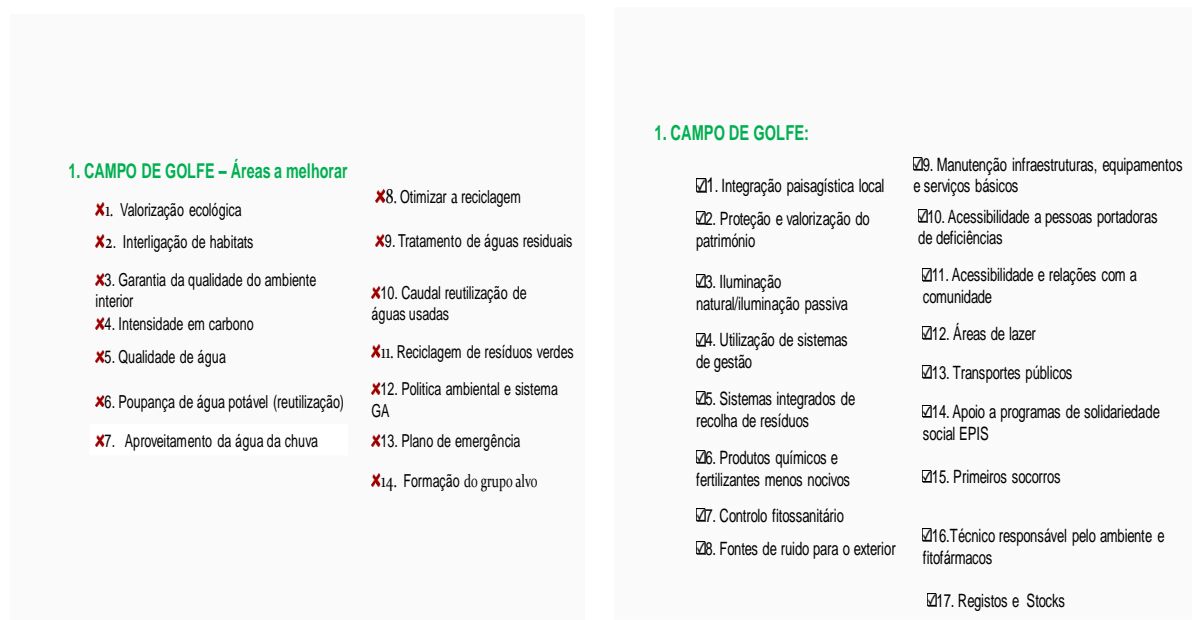 1. CAMPO DE GOLFE – Áreas a melhorar
✘1. Valorização ecológica
✘2. Interligação de habitats
✘3. Garantia da qualidade do ambiente
interior
✘4. Intensidade em carbono
✘5. Qualidade de água
✘6. Poupança de água potável (reutilização)
✘7. Aproveitamento da água da chuva
✘8. Otimizar a reciclagem
✘9. Tratamento de águas residuais
✘10. Caudal reutilização de
águas usadas
✘11. Reciclagem de resíduos verdes
✘12. Politica ambiental e sistema
GA
✘13. Plano de emergência
✘14. Formação do grupo alvo
1. CAMPO DE GOLFE:
☑1. Integração paisagística local
☑2. Proteção e valorização do
património
☑3. Iluminação
natural/iluminação passiva
☑4. Utilização de sistemas
de gestão
☑5. Sistemas integrados de
recolha de resíduos
☑6. Produtos químicos e
fertilizantes menos nocivos
☑7. Controlo fitossanitário
☑8. Fontes de ruido para o exterior
☑9. Manutenção infraestruturas, equipamentos
e serviços básicos
☑10. Acessibilidade a pessoas portadoras
de deficiências
☑11. Acessibilidade e relações com a
comunidade
☑12. Áreas de lazer
☑13. Transportes públicos
☑14. Apoio a programas de solidariedade
social EPIS
☑15. Primeiros socorros
☑16.Técnico responsável pelo ambiente e
fitofármacos
☑17. Registos e Stocks